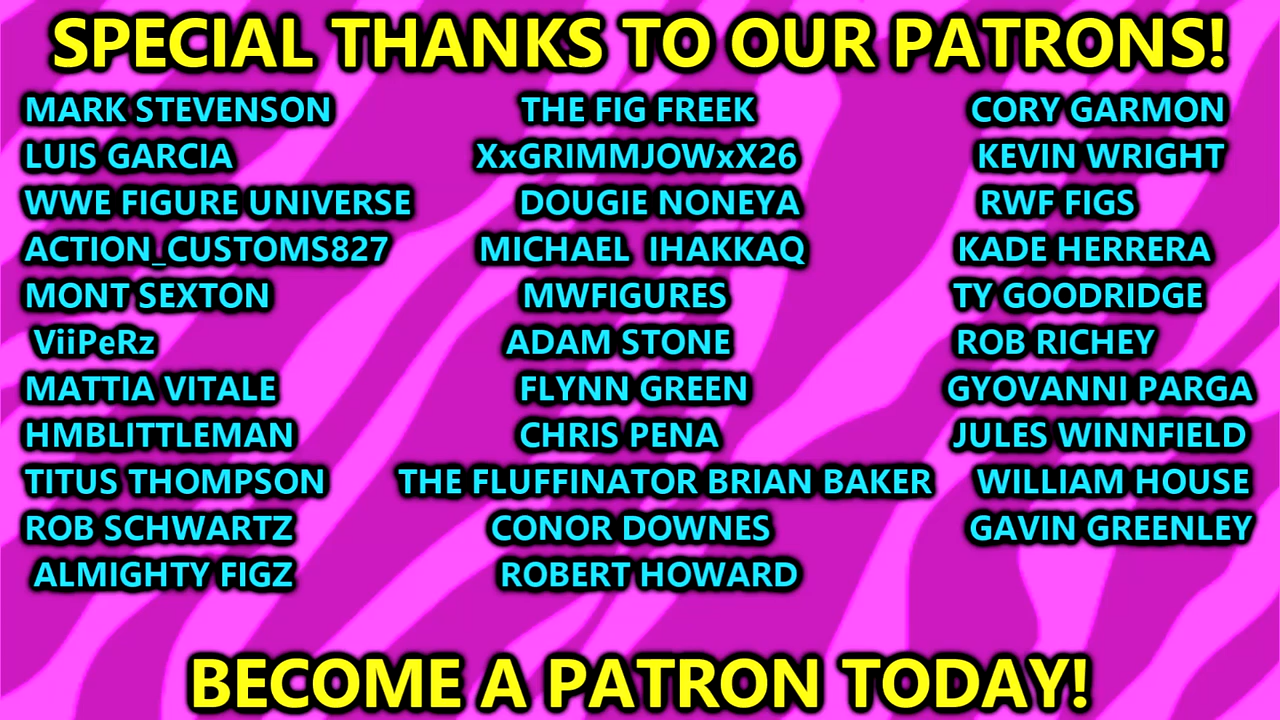 SPECIAL THANKS TO OUR PATRONS!
MARK STEVENSON THE FIG FREEK CORY GARMON
LUIS GARCIA XxGRIMMJOWxX26 KEVIN WRIGHT
WWE FIGURE UNIVERSE DOUGIE NONEYA RWF FIGS
ACTION_CUSTOMS827 MICHAEL IHAKKAQ KADE HERRERA
MONT SEXTON MWFIGURES TY GOODRIDGE
ViiPeRz ADAM STONE ROB RICHEY
MATTIA VITALE FLYNN GREEN GYOVANNI PARGA
HMBLITTLEMAN CHRIS PENA JULES WINNFIELD
TITUS THOMPSON THE FLUFFINATOR BRIAN BAKER WILLIAM HOUSE
ROB SCHWARTZ CONOR DOWNES GAVIN GREENLEY
ALMIGHTY FIGZ ROBERT HOWARD
BECOME A PATRON TODAY!